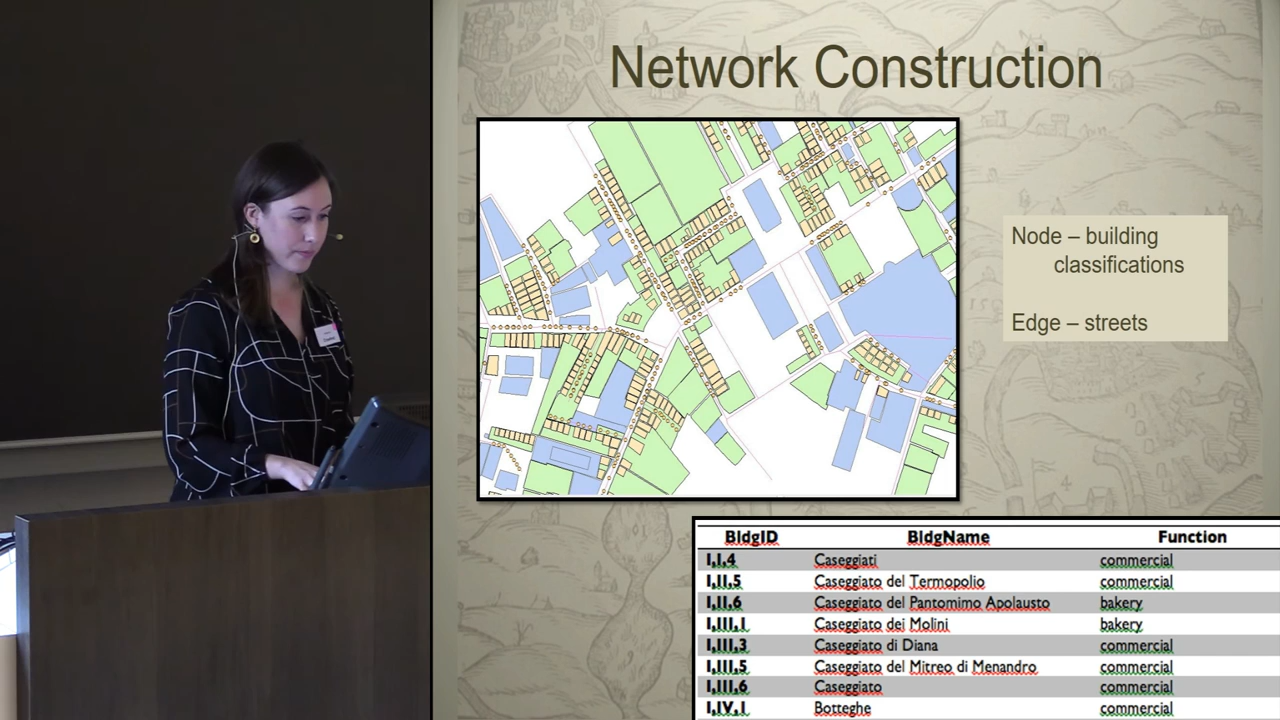 Network Construction
Node – building
classifications
Edge – streets
BldgID BldgName Function
I,I,4 Caseggiati commercial
I,II,5 Caseggiato del Termopolio commercial
I,II,6 Caseggiato del Pantomimo Apolausto bakery
I,III,1 Caseggiato dei Molini bakery
I,III,3 Caseggiato di Diana commercial
I,III,5 Caseggiato del Mitreo di Menandro commercial
I,III,6 Caseggiato commercial
I,IV,1 Botteghe commercial